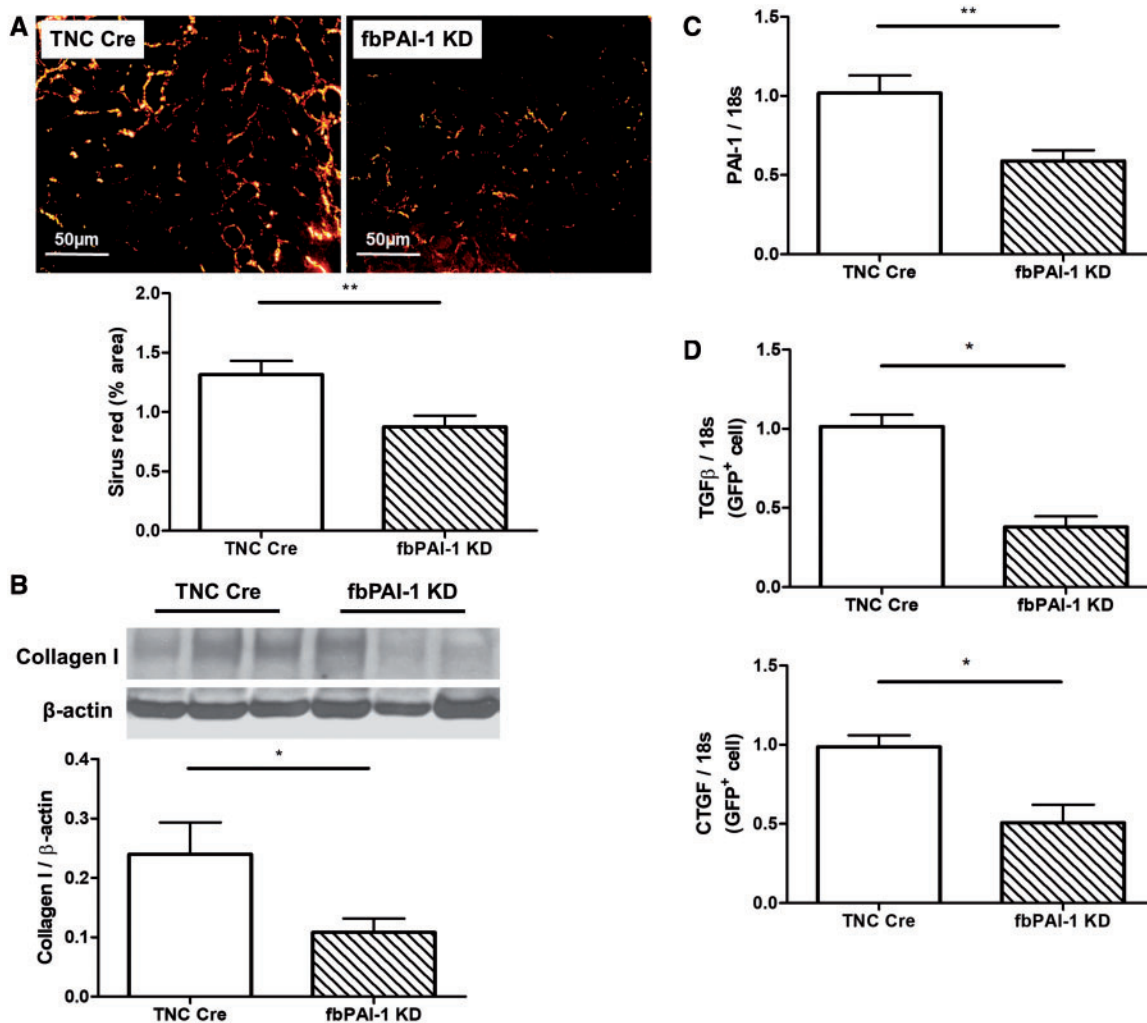 A
TNC Cre
fbPAI-1 KD
50μm
50μm
**
2.0
1.5
1.0
0.5
0.0
Sirus red (% area)
TNC Cre
fbPAI-1 KD
B
TNC Cre
fbPAI-1 KD
Collagen I
β-actin
*
0.4
0.3
0.2
0.1
0.0
Collagen I / β-actin
TNC Cre
fbPAI-1 KD
C
**
1.5
1.0
0.5
0.0
PAI-1 / 18s
TNC Cre
fbPAI-1 KD
D
*
1.5
1.0
0.5
0.0
TGFβ / 18s
(GFP+ cell)
TNC Cre
fbPAI-1 KD
*
1.5
1.0
0.5
0.0
CTGF / 18s
(GFP+ cell)
TNC Cre
fbPAI-1 KD